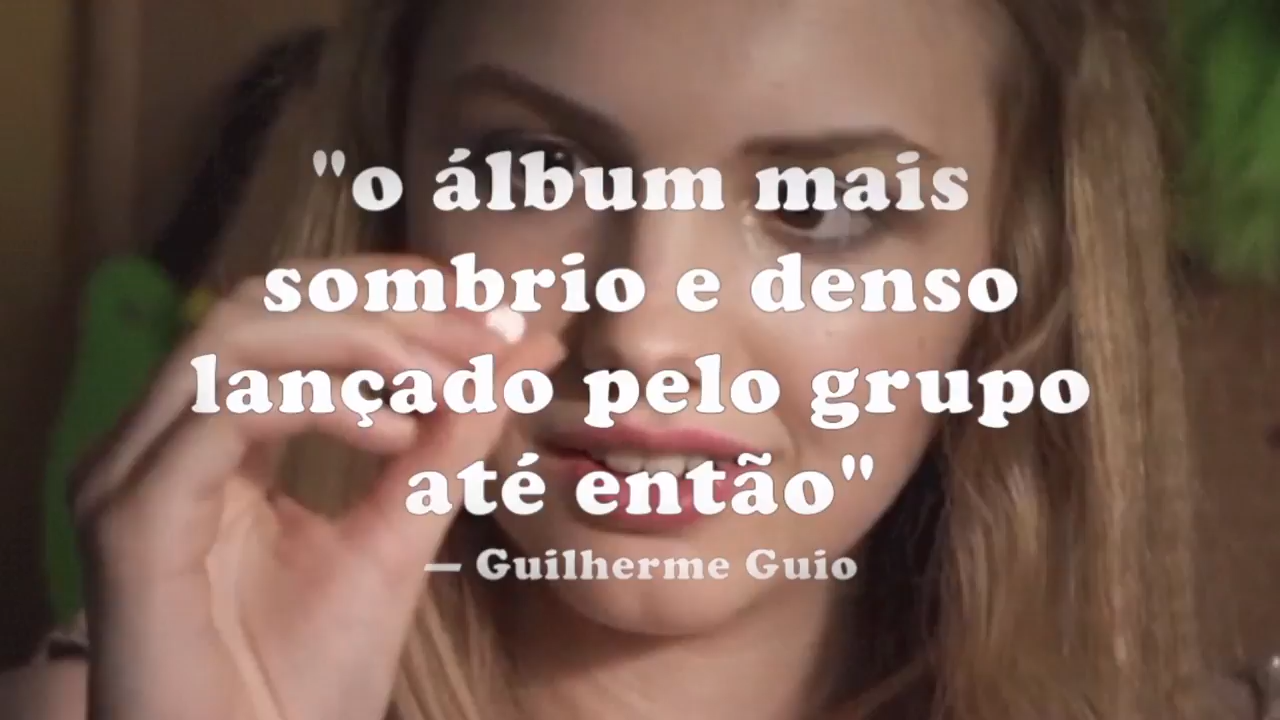 "o álbum mais
sombrio e denso
lançado pelo grupo
até então"
— Guilherme Guio